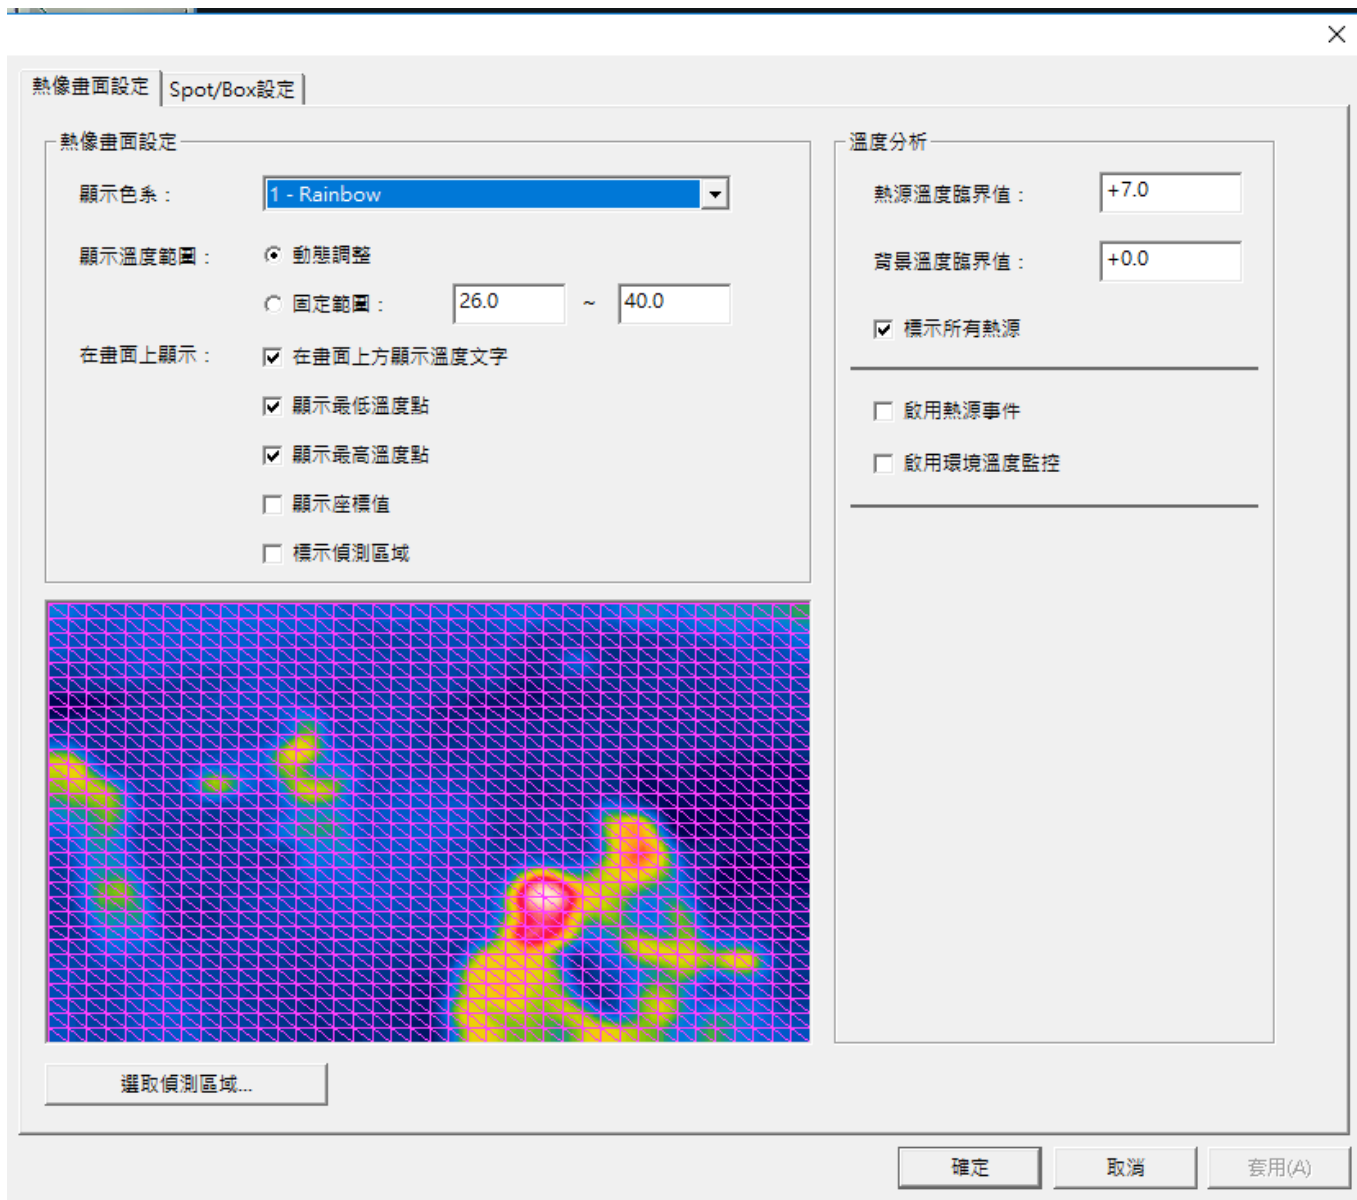 熱像畫面設定
Spot/Box設定
熱像畫面設定
顯示色系：
1 - Rainbow
顯示溫度範圍：
動態調整
固定範圍：
26.0
~
40.0
在畫面上顯示：
在畫面上方顯示溫度文字
顯示最低溫度點
顯示最高溫度點
顯示座標值
標示偵測區域
溫度分析
熱源溫度臨界值：
+7.0
背景溫度臨界值：
+0.0
標示所有熱源
啟用熱源事件
啟用環境溫度監控
選取偵測區域...
確定
取消
套用(A)